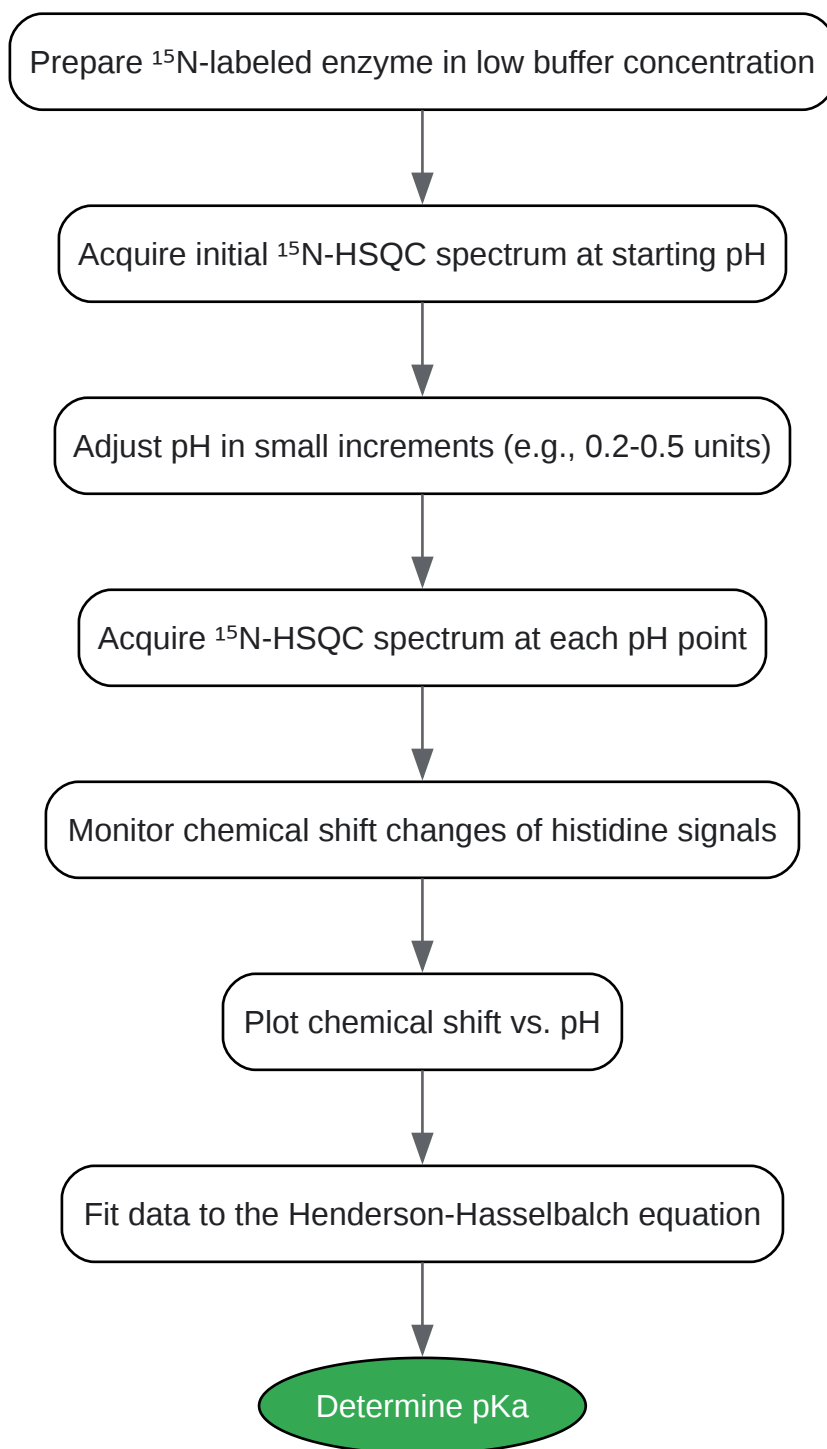 Prepare ¹⁵N-labeled enzyme in low buffer concentration
Acquire initial ¹⁵N-HSQC spectrum at starting pH
Adjust pH in small increments (e.g., 0.2-0.5 units)
Acquire ¹⁵N-HSQC spectrum at each pH point
Monitor chemical shift changes of histidine signals
Plot chemical shift vs. pH
Fit data to the Henderson-Hasselbalch equation
Determine pKa